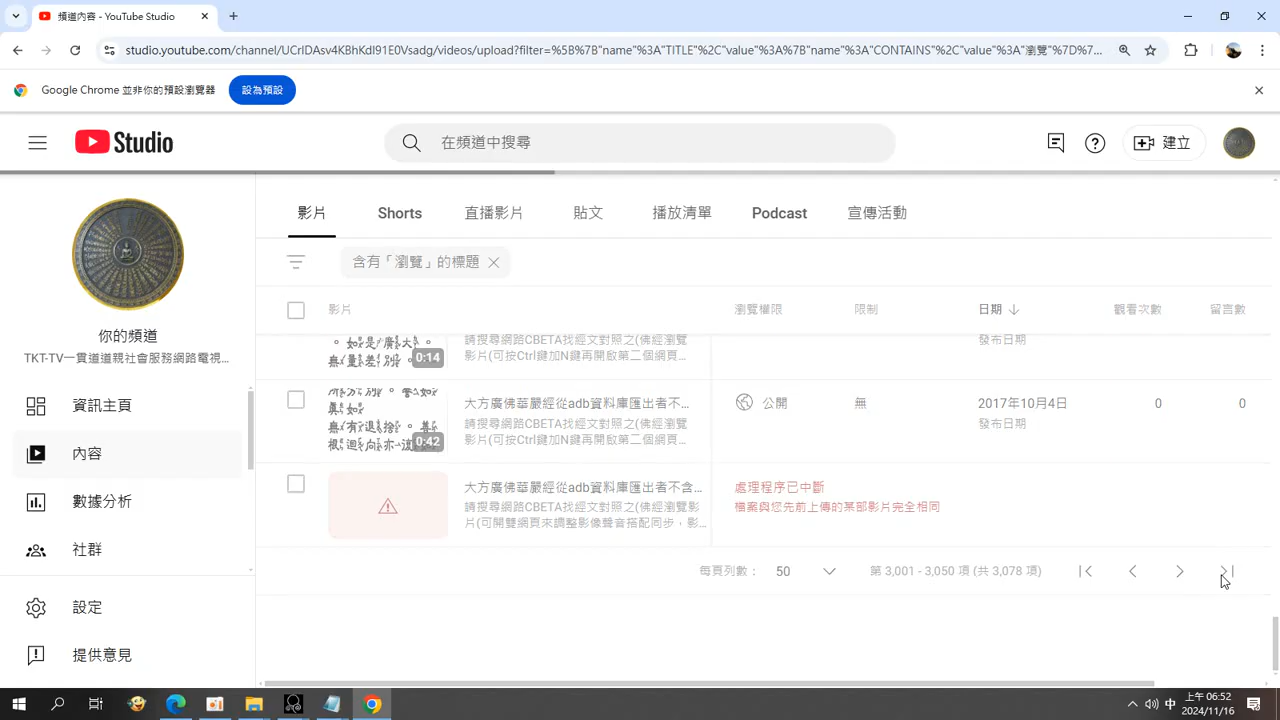 頻道內容 - YouTube Studio
studio.youtube.com/channel/UCrIDAsv4KBhKdI91E0Vsadg/videos/upload?filter=%5B%7B"name"%3A"TITLE"%2C"value"%3A%7B"name"%3A"CONTAINS"%2C"value"%3A"瀏覽"%7D%7...
Google Chrome 並非你的預設瀏覽器
設為預設
Studio
在頻道中搜尋
建立
你的頻道
TKT-TV一貫道道親社會服務網路電視...
資訊主頁
內容
數據分析
社群
設定
提供意見
影片 Shorts 直播影片 貼文 播放清單 Podcast 宣傳活動
含有「瀏覽」的標題
影片 瀏覽權限 限制 日期 觀看次數 留言數
0:14
請搜尋網路CBETA找經文對照之(佛經瀏覽
影片(可按Ctrl鍵加N鍵再開啟第二個網頁...
發布日期
0:42
大方廣佛華嚴經從adb資料庫匯出者不...
請搜尋網路CBETA找經文對照之(佛經瀏覽
影片(可按Ctrl鍵加N鍵再開啟第二個網頁...
公開 無 2017年10月4日 0 0
發布日期
大方廣佛華嚴經從adb資料庫匯出者不含...
請搜尋網路CBETA找經文對照之(佛經瀏覽影
片(可開雙網頁來調整影像聲音搭配同步，影...
處理程序已中斷
檔案與您先前上傳的某部影片完全相同
每頁列數： 50 第 3,001 - 3,050 項 (共 3,078 項)
中
上午 06:52
2024/11/16